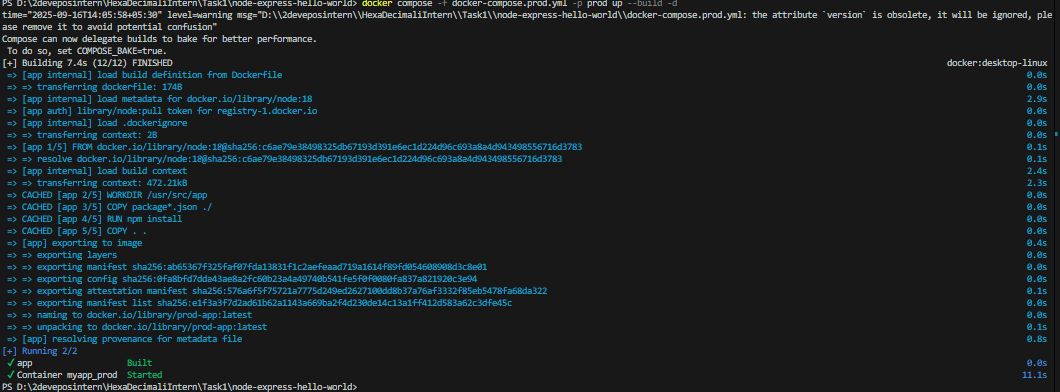 PS D:\2deveposintern\HexaDecimaliIntern\Task1\node-express-hello-world> docker compose -f docker-compose.prod.yml -p prod up --build -d
time="2025-09-16T14:05:58+05:30" level=warning msg="D:\\2deveposintern\\HexaDecimaliIntern\\Task1\\node-express-hello-world\\docker-compose.prod.yml: the attribute `version` is obsolete, it will be ignored, ple
ase remove it to avoid potential confusion"
Compose can now delegate builds to bake for better performance.
 To do so, set COMPOSE_BAKE=true.
[+] Building 7.4s (12/12) FINISHED docker:desktop-linux
 => [app internal] load build definition from Dockerfile 0.0s
 => => transferring dockerfile: 174B 0.0s
 => [app internal] load metadata for docker.io/library/node:18 2.9s
 => [app auth] library/node:pull token for registry-1.docker.io 0.0s
 => [app internal] load .dockerignore 0.0s
 => => transferring context: 2B 0.0s
 => [app 1/5] FROM docker.io/library/node:18@sha256:c6ae79e38498325db67193d391e6ec1d224d96c693a8a4d943498556716d3783 0.1s
 => => resolve docker.io/library/node:18@sha256:c6ae79e38498325db67193d391e6ec1d224d96c693a8a4d943498556716d3783 0.1s
 => [app internal] load build context 2.4s
 => => transferring context: 472.21kB 2.3s
 => CACHED [app 2/5] WORKDIR /usr/src/app 0.0s
 => CACHED [app 3/5] COPY package*.json ./ 0.0s
 => CACHED [app 4/5] RUN npm install 0.0s
 => CACHED [app 5/5] COPY . . 0.0s
 => [app] exporting to image 0.4s
 => => exporting layers 0.0s
 => => exporting manifest sha256:ab65367f325faf07fda13831f1c2aefeaad719a1614f89fd054608908d3c8e01 0.0s
 => => exporting config sha256:0fa8bfd7dda43ae8a2fc60b23a4a49740b541fe5f0f0080fa837a821920c3e94 0.0s
 => => exporting attestation manifest sha256:576a6f5f75721a7775d249ed2627100dd8b37a76af3332f85eb5478fa68da322 0.1s
 => => exporting manifest list sha256:e1f3a3f7d2ad61b62a1143a669ba2f4d230de14c13a1ff412d583a62c3dfe45c 0.0s
 => => naming to docker.io/library/prod-app:latest 0.0s
 => => unpacking to docker.io/library/prod-app:latest 0.1s
 => [app] resolving provenance for metadata file 0.8s
[+] Running 2/2
 ✔ app Built 0.0s
 ✔ Container myapp_prod Started 11.1s
PS D:\2deveposintern\HexaDecimaliIntern\Task1\node-express-hello-world>